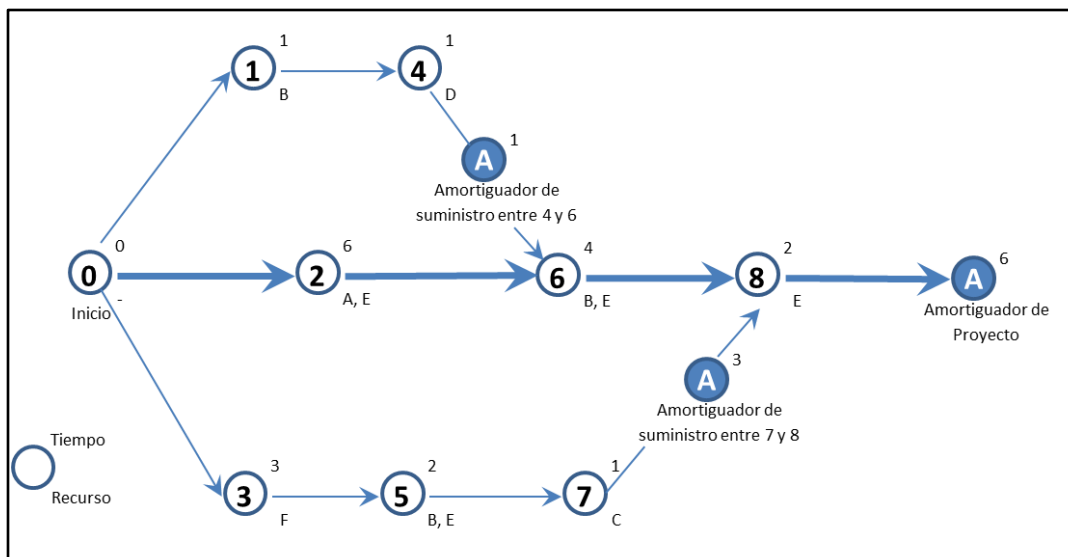 1
1
B
4
1
D
A
1
Amortiguador de
suministro entre 4 y 6
0
0
-
Inicio
2
6
A, E
6
4
B, E
8
2
E
A
6
Amortiguador de
Proyecto
A
3
Amortiguador de
suministro entre 7 y 8
Tiempo
Recurso
3
3
F
5
2
B, E
7
1
C